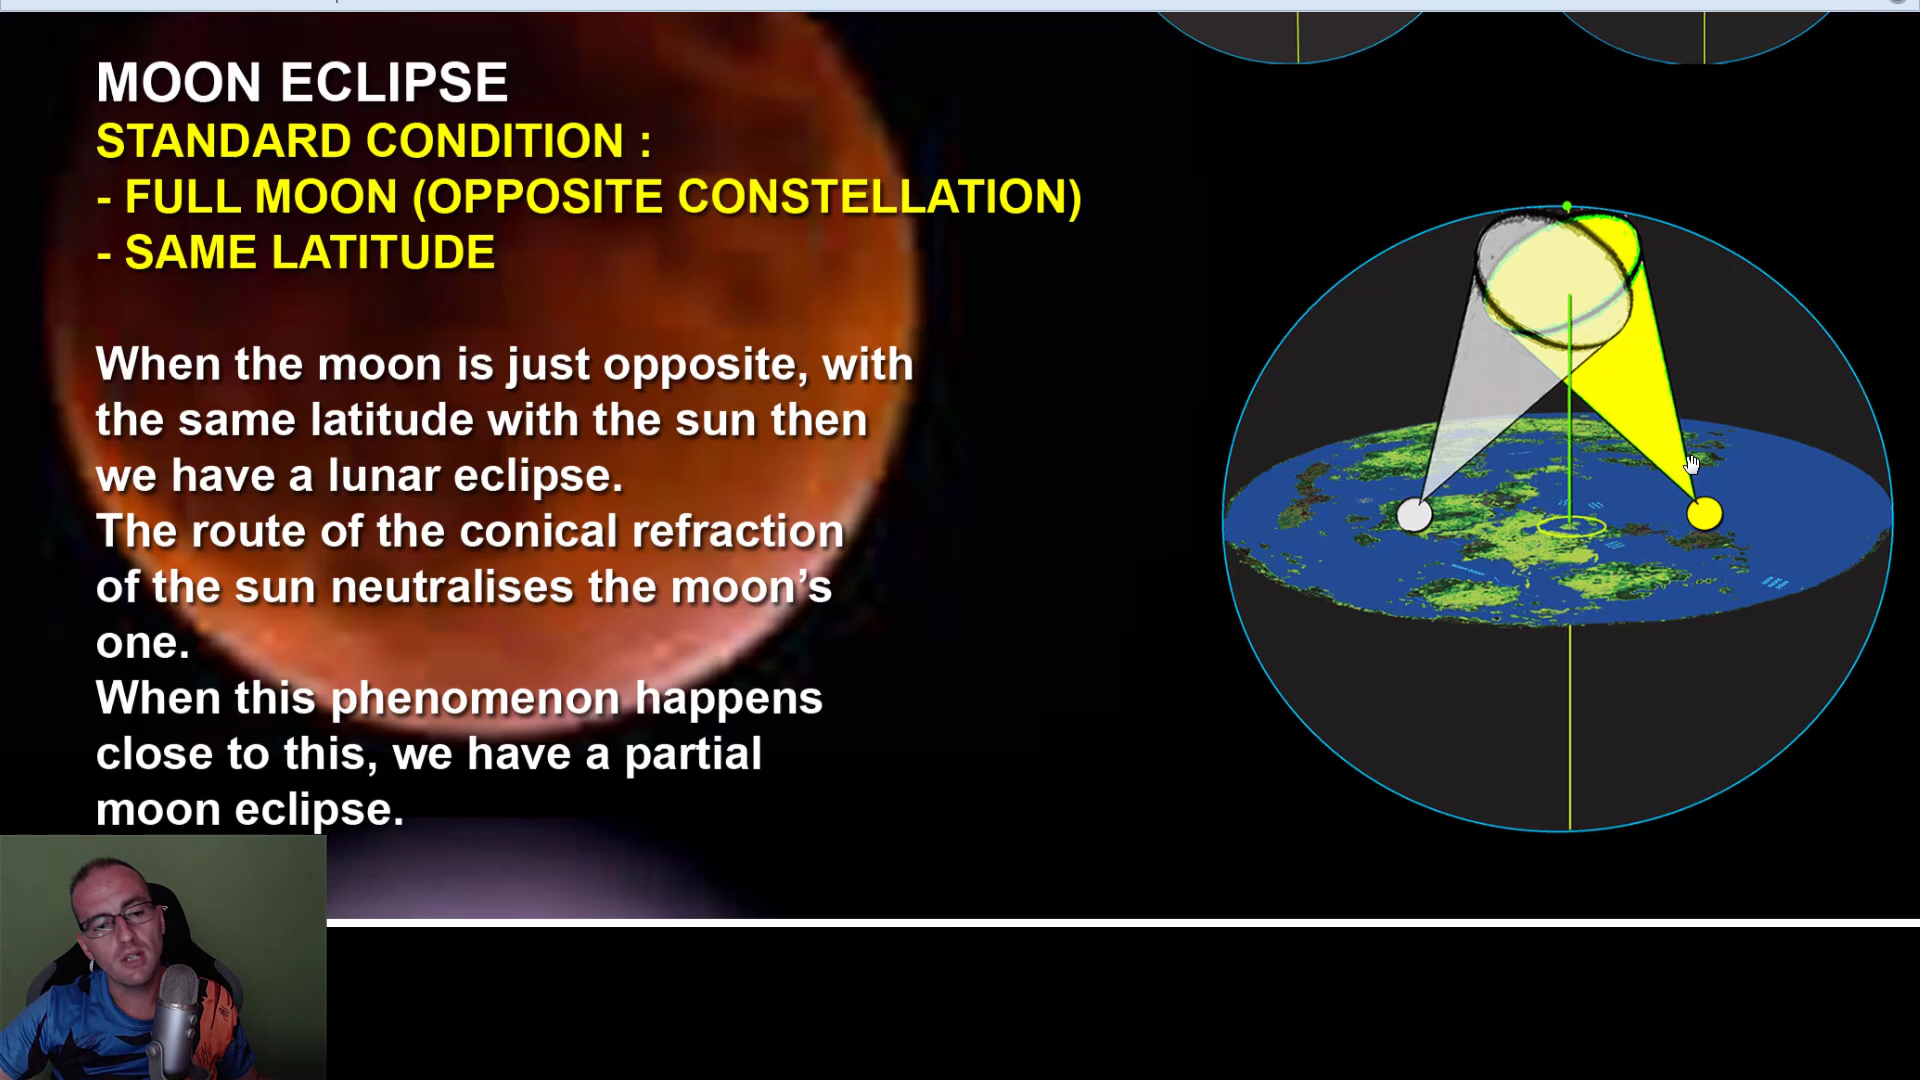 MOON ECLIPSE
STANDARD CONDITION :
- FULL MOON (OPPOSITE CONSTELLATION)
- SAME LATITUDE
When the moon is just opposite, with
the same latitude with the sun then
we have a lunar eclipse.
The route of the conical refraction
of the sun neutralises the moon’s
one.
When this phenomenon happens
close to this, we have a partial
moon eclipse.